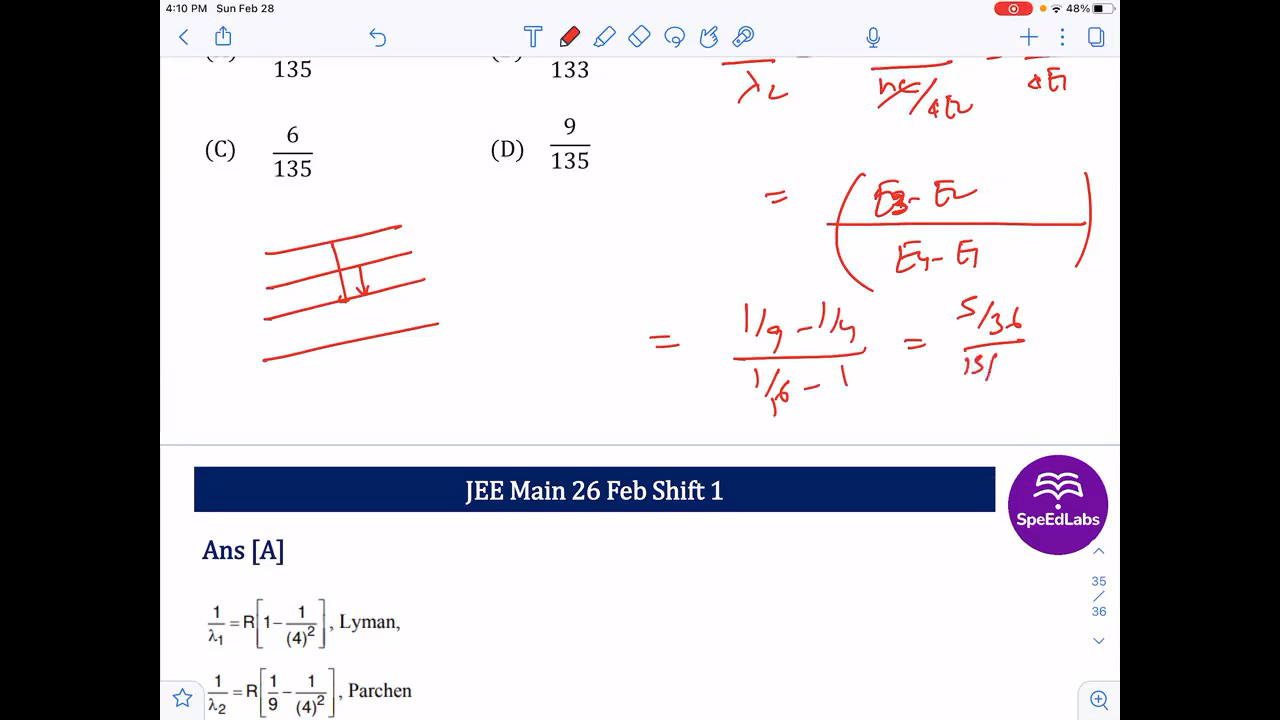 4:10 PM Sun Feb 28
48%
T
135
133
λ2
hc/ΔE2
ΔE1
(C) 6/135
(D) 9/135
= (E3 - E2 / E4 - E1)
= 1/9 - 1/4 / 1/16 - 1 = 5/36 / 15/
JEE Main 26 Feb Shift 1
SpeEdLabs
Ans [A]
35
/
36
1/λ1 = R[1 - 1/(4)²], Lyman,
1/λ2 = R[1/9 - 1/(4)²], Parchen